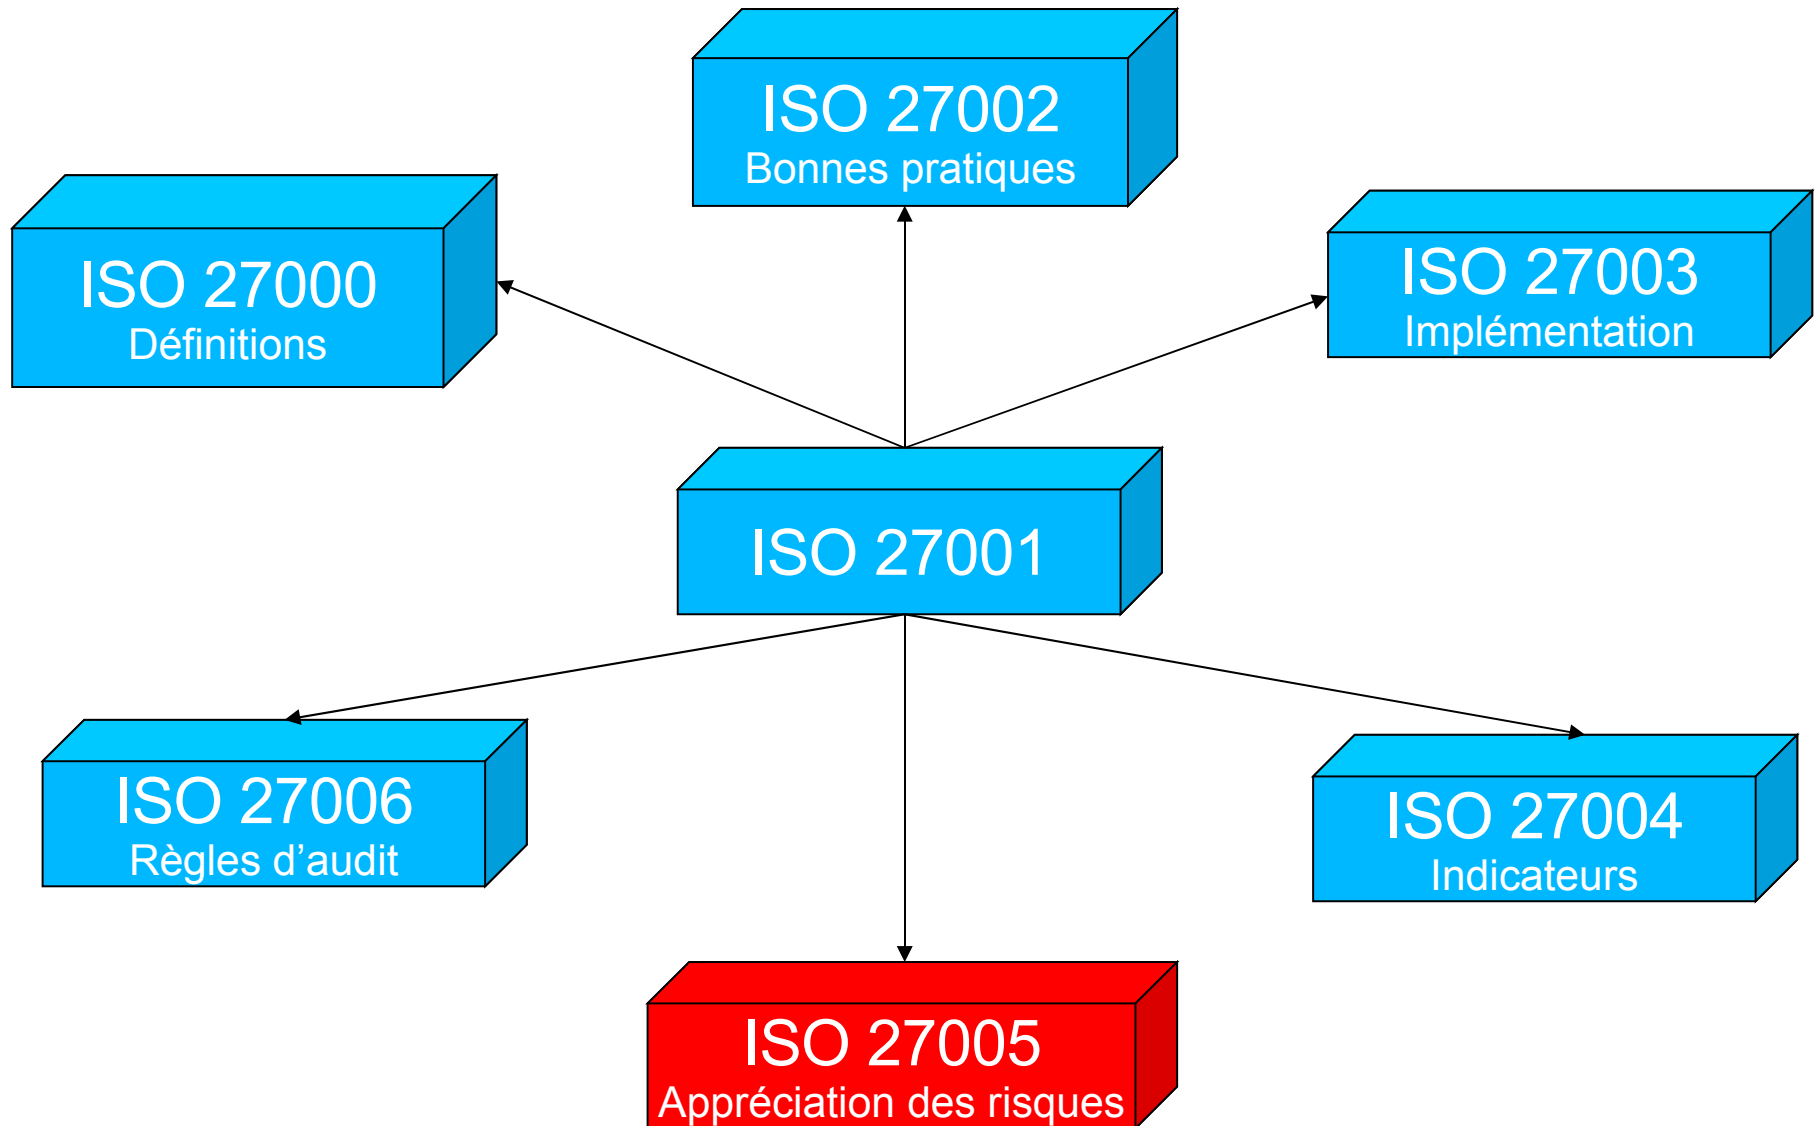 ISO 27002
Bonnes pratiques
ISO 27000
Définitions
ISO 27003
Implémentation
ISO 27001
ISO 27006
Règles d’audit
ISO 27004
Indicateurs
ISO 27005
Appréciation des risques